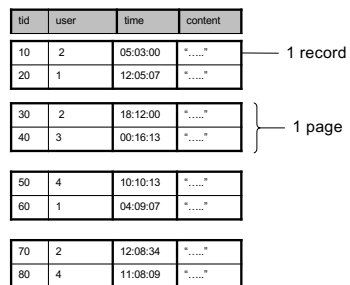 tid user time content
10 2 05:03:00 "….." 1 record
20 1 12:05:07 "….."
30 2 18:12:00 "….."
1 page
40 3 00:16:13 "….."
50 4 10:10:13 "….."
60 1 04:09:07 "….."
70 2 12:08:34 "….."
80 4 11:08:09 "….."